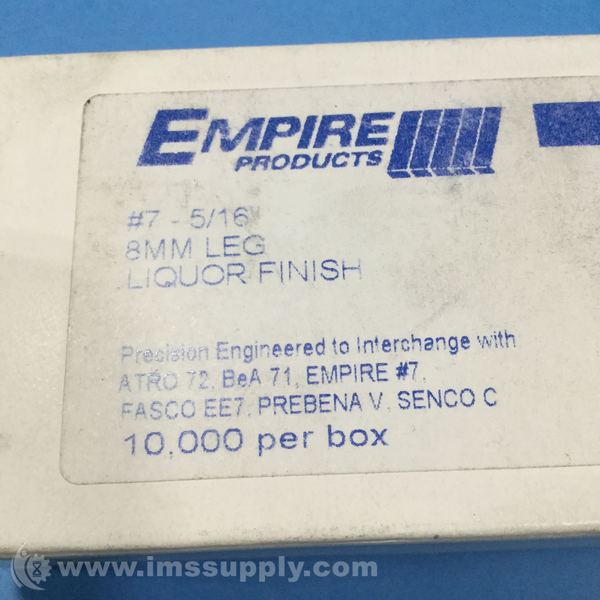 EMPIRE
PRODUCTS
#7 - 5/16"
8MM LEG
LIQUOR FINISH
Precision Engineered to Interchange with
ATRO 72, BeA 71, EMPIRE #7,
FASCO EE7, PREBENA V, SENCO C
10,000 per box
www.imssupply.com